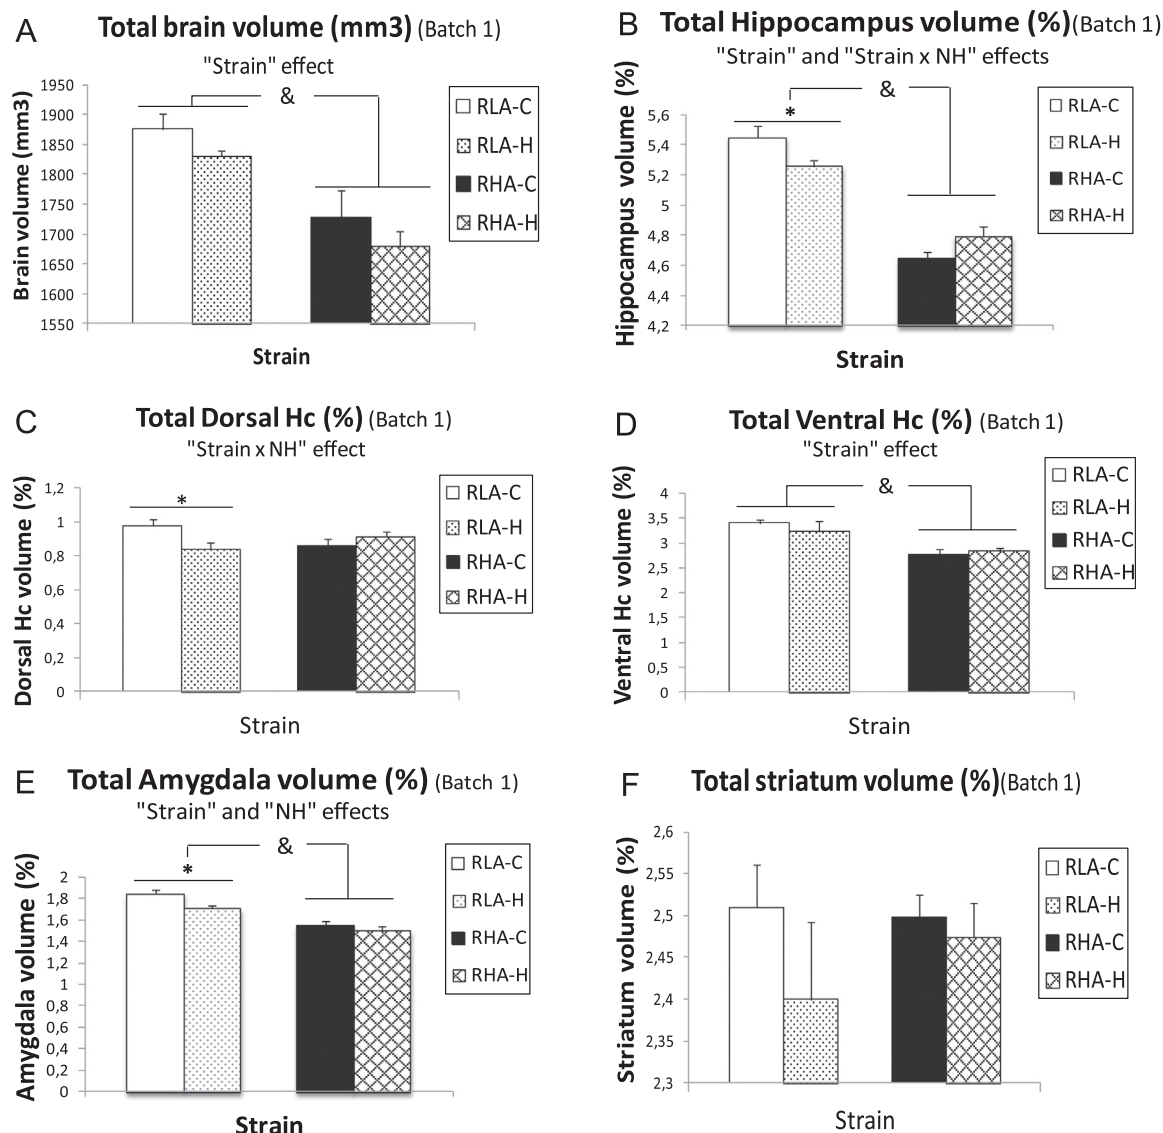 A
Total brain volume (mm3) (Batch 1)
"Strain" effect
&
Brain volume (mm3)
1950
1900
1850
1800
1750
1700
1650
1600
1550
Strain
RLA-C
RLA-H
RHA-C
RHA-H
B
Total Hippocampus volume (%)(Batch 1)
"Strain" and "Strain x NH" effects
&
*
Hippocampus volume (%)
5,6
5,4
5,2
5
4,8
4,6
4,4
4,2
Strain
RLA-C
RLA-H
RHA-C
RHA-H
C
Total Dorsal Hc (%) (Batch 1)
"Strain x NH" effect
*
Dorsal Hc volume (%)
1,2
1
0,8
0,6
0,4
0,2
0
Strain
RLA-C
RLA-H
RHA-C
RHA-H
D
Total Ventral Hc (%) (Batch 1)
"Strain" effect
&
Ventral Hc volume (%)
4
3,5
3
2,5
2
1,5
1
0,5
0
Strain
RLA-C
RLA-H
RHA-C
RHA-H
E
Total Amygdala volume (%) (Batch 1)
"Strain" and "NH" effects
&
*
Amygdala volume (%)
2
1,8
1,6
1,4
1,2
1
0,8
0,6
0,4
0,2
0
Strain
RLA-C
RLA-H
RHA-C
RHA-H
F
Total striatum volume (%)(Batch 1)
Striatum volume (%)
2,6
2,55
2,5
2,45
2,4
2,35
2,3
Strain
RLA-C
RLA-H
RHA-C
RHA-H